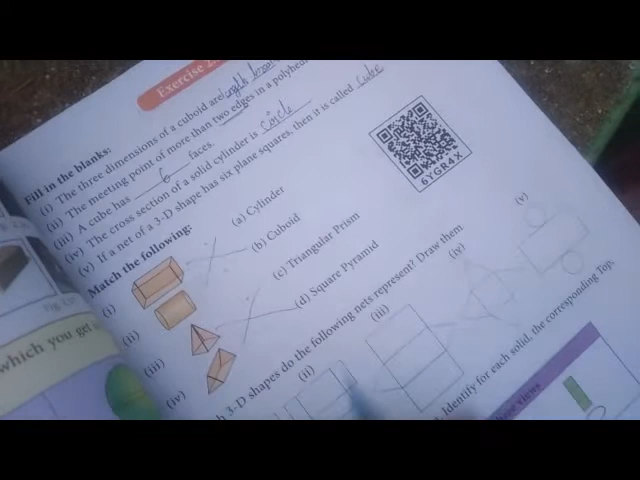 Exercise
Fill in the blanks:
(i) The three dimensions of a cuboid are
(ii) The meeting point of more than two edges in a
(iii) A cube has 6 faces.
(iv) The cross section of a solid cylinder is circle
(v) If a net of a 3-D shape has six plane squares, then it is called cube
6YGR4X
Match the following:
(i) (a) Cylinder
(ii) (b) Cuboid
(iii) (c) Triangular Prism
(iv) (d) Square Pyramid
3-D shapes do the following nets represent? Draw them
(ii) (iii) (iv) (v)
Identify for each solid, the corresponding Top,
Views
Fig.
which you get